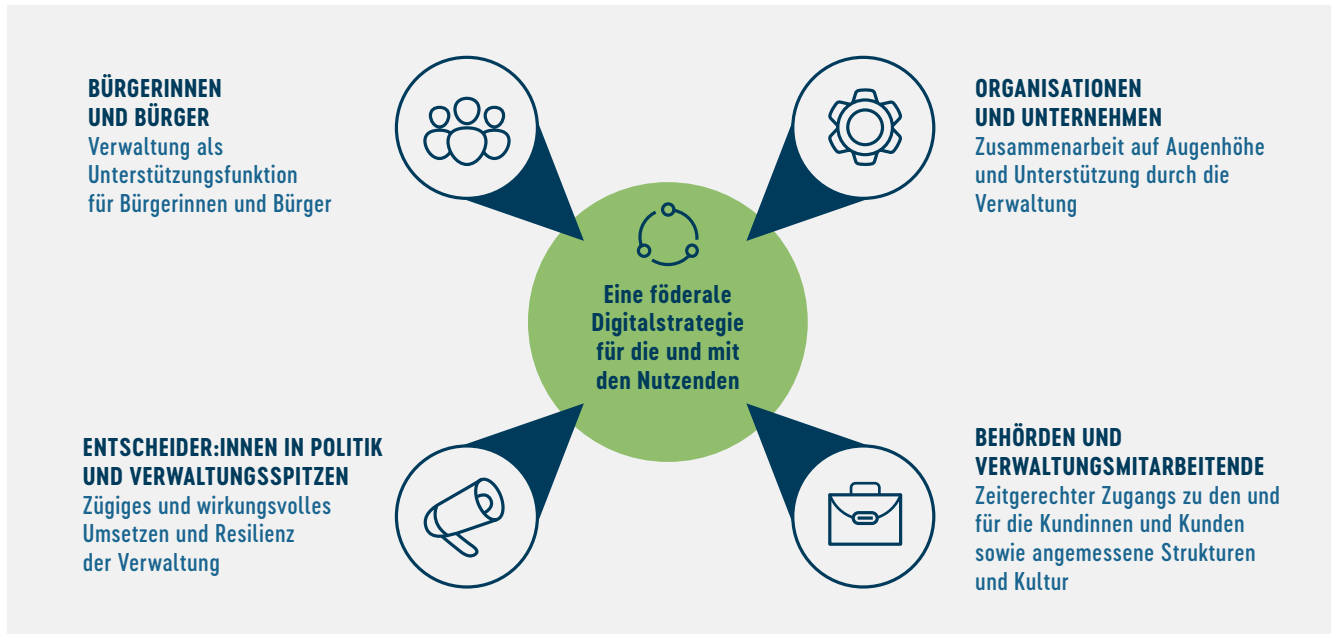 BÜRGERINNEN
UND BÜRGER
Verwaltung als
Unterstützungsfunktion
für Bürgerinnen und Bürger
ORGANISATIONEN
UND UNTERNEHMEN
Zusammenarbeit auf Augenhöhe
und Unterstützung durch die
Verwaltung
Eine föderale
Digitalstrategie
für die und mit
den Nutzenden
ENTSCHEIDER:INNEN IN POLITIK
UND VERWALTUNGSSPITZEN
Zügiges und wirkungsvolles
Umsetzen und Resilienz
der Verwaltung
BEHÖRDEN UND
VERWALTUNGSMITARBEITENDE
Zeitgerechter Zugangs zu den und
für die Kundinnen und Kunden
sowie angemessene Strukturen
und Kultur